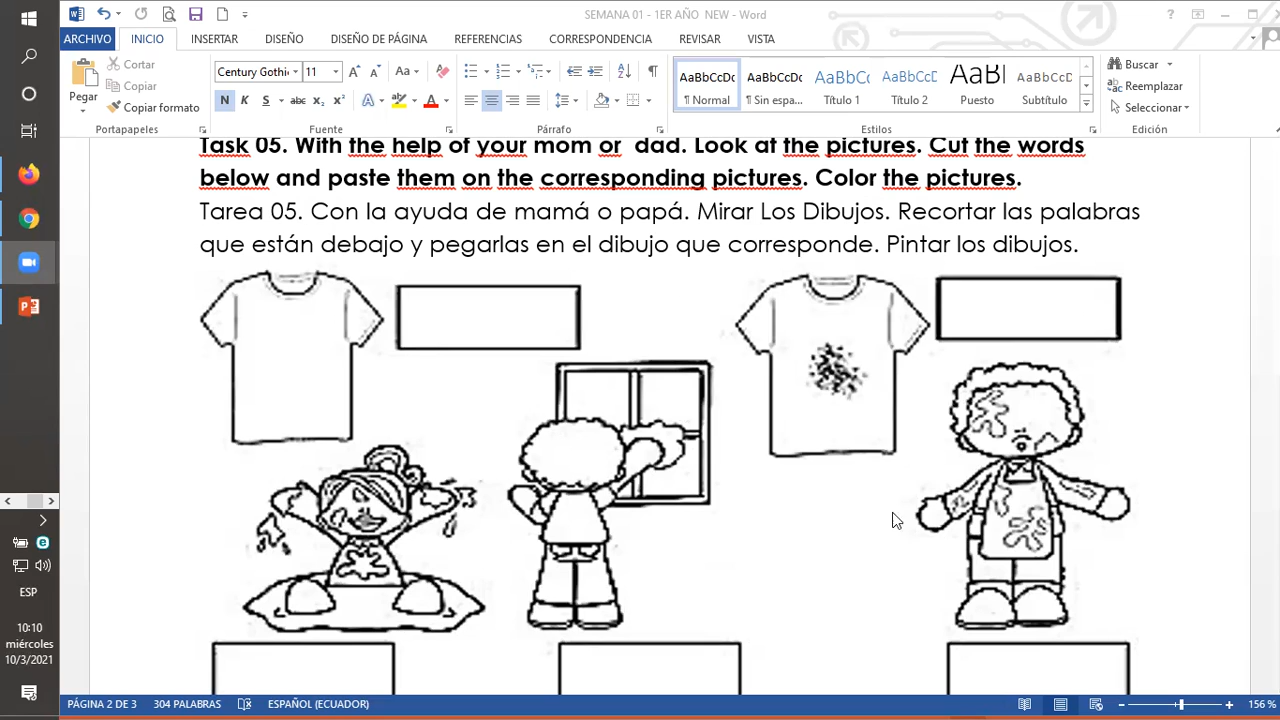 SEMANA 01 - 1ER AÑO  NEW - Word
ARCHIVO INICIO INSERTAR DISEÑO DISEÑO DE PÁGINA REFERENCIAS CORRESPONDENCIA REVISAR VISTA
Pegar
Cortar
Copiar
Copiar formato
Portapapeles
Century Gothi 11
Fuente
Párrafo
AaBbCcDc AaBbCcDc AaBbC AaBbCcD AaB AaBbCcD
¶ Normal ¶ Sin espa... Título 1 Título 2 Puesto Subtítulo
Estilos
Buscar
Reemplazar
Seleccionar
Edición
Task 05. With the help of your mom or  dad. Look at the pictures. Cut the words
below and paste them on the corresponding pictures. Color the pictures.
Tarea 05. Con la ayuda de mamá o papá. Mirar Los Dibujos. Recortar las palabras
que están debajo y pegarlas en el dibujo que corresponde. Pintar los dibujos.
ESP
10:10
miércoles
10/3/2021
PÁGINA 2 DE 3 304 PALABRAS ESPAÑOL (ECUADOR) 156 %